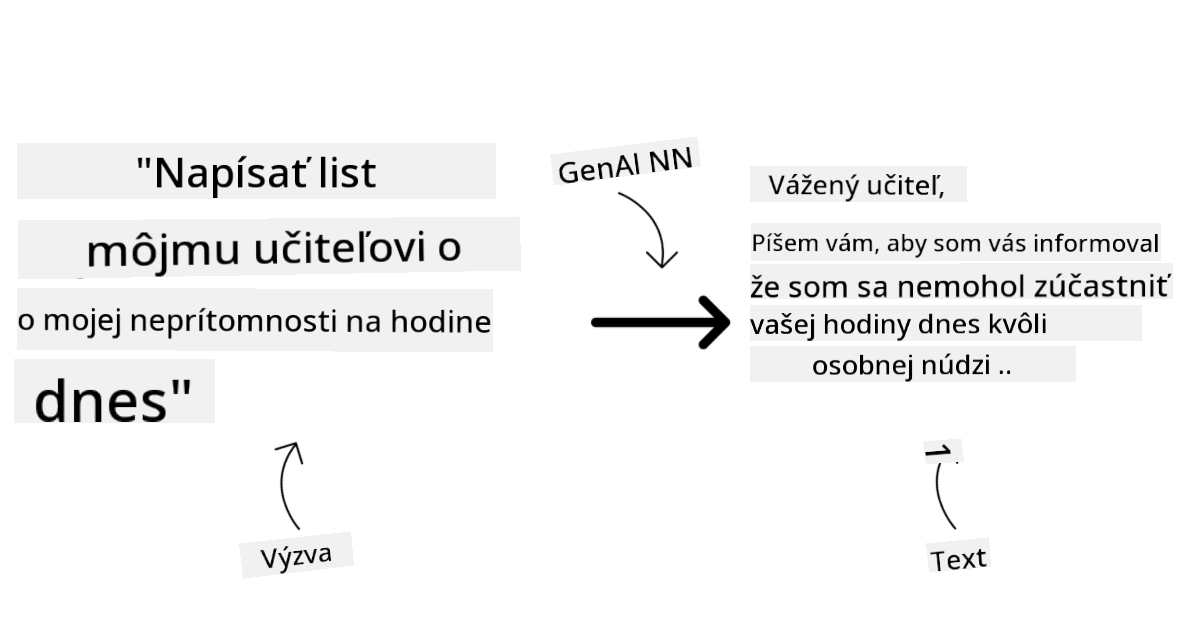 "Napísať list
môjmu učiteľovi o
o mojej neprítomnosti na hodine
dnes"
Výzva
GenAI NN
Vážený učiteľ,
Píšem vám, aby som vás informoval
že som sa nemohol zúčastniť
vašej hodiny dnes kvôli
osobnej núdzi ..
Text